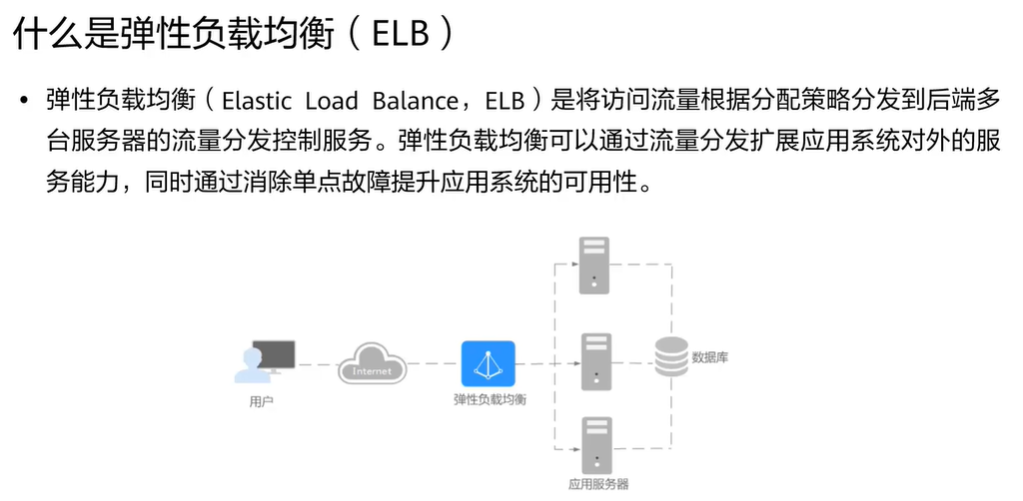 什么是弹性负载均衡（ELB）
• 弹性负载均衡（Elastic Load Balance，ELB）是将访问流量根据分配策略分发到后端多
台服务器的流量分发控制服务。弹性负载均衡可以通过流量分发扩展应用系统对外的服
务能力，同时通过消除单点故障提升应用系统的可用性。
Internet
数据库
用户
弹性负载均衡
应用服务器